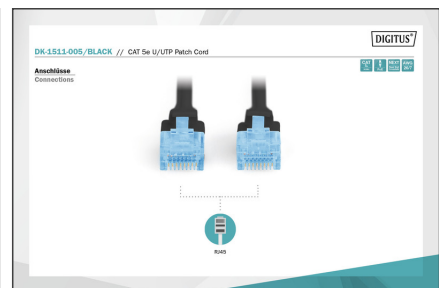 DIGITUS®
DK-1511-005/BLACK // CAT 5e U/UTP Patch Cord
Anschlüsse
Connections
RJ45